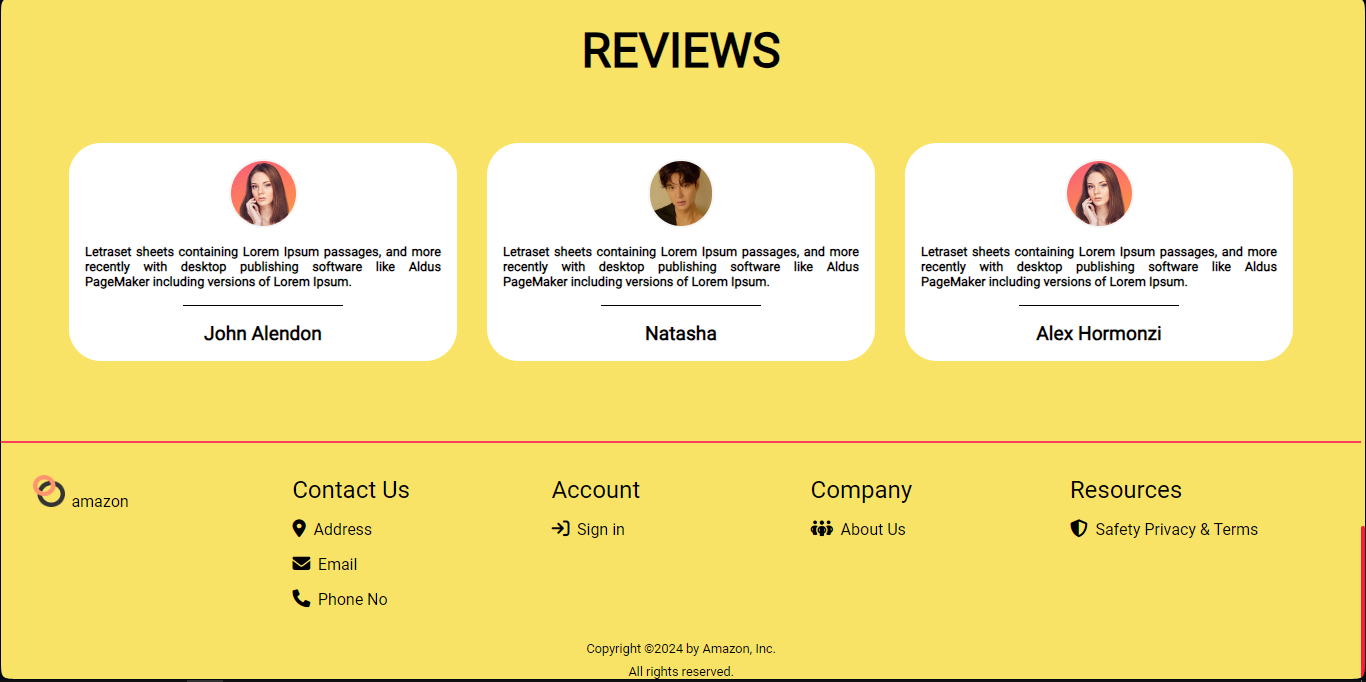 REVIEWS
Letraset sheets containing Lorem Ipsum passages, and more
recently with desktop publishing software like Aldus
PageMaker including versions of Lorem Ipsum.
John Alendon
Letraset sheets containing Lorem Ipsum passages, and more
recently with desktop publishing software like Aldus
PageMaker including versions of Lorem Ipsum.
Natasha
Letraset sheets containing Lorem Ipsum passages, and more
recently with desktop publishing software like Aldus
PageMaker including versions of Lorem Ipsum.
Alex Hormonzi
amazon
Contact Us
Address
Email
Phone No
Account
Sign in
Company
About Us
Resources
Safety Privacy & Terms
Copyright ©2024 by Amazon, Inc.
All rights reserved.